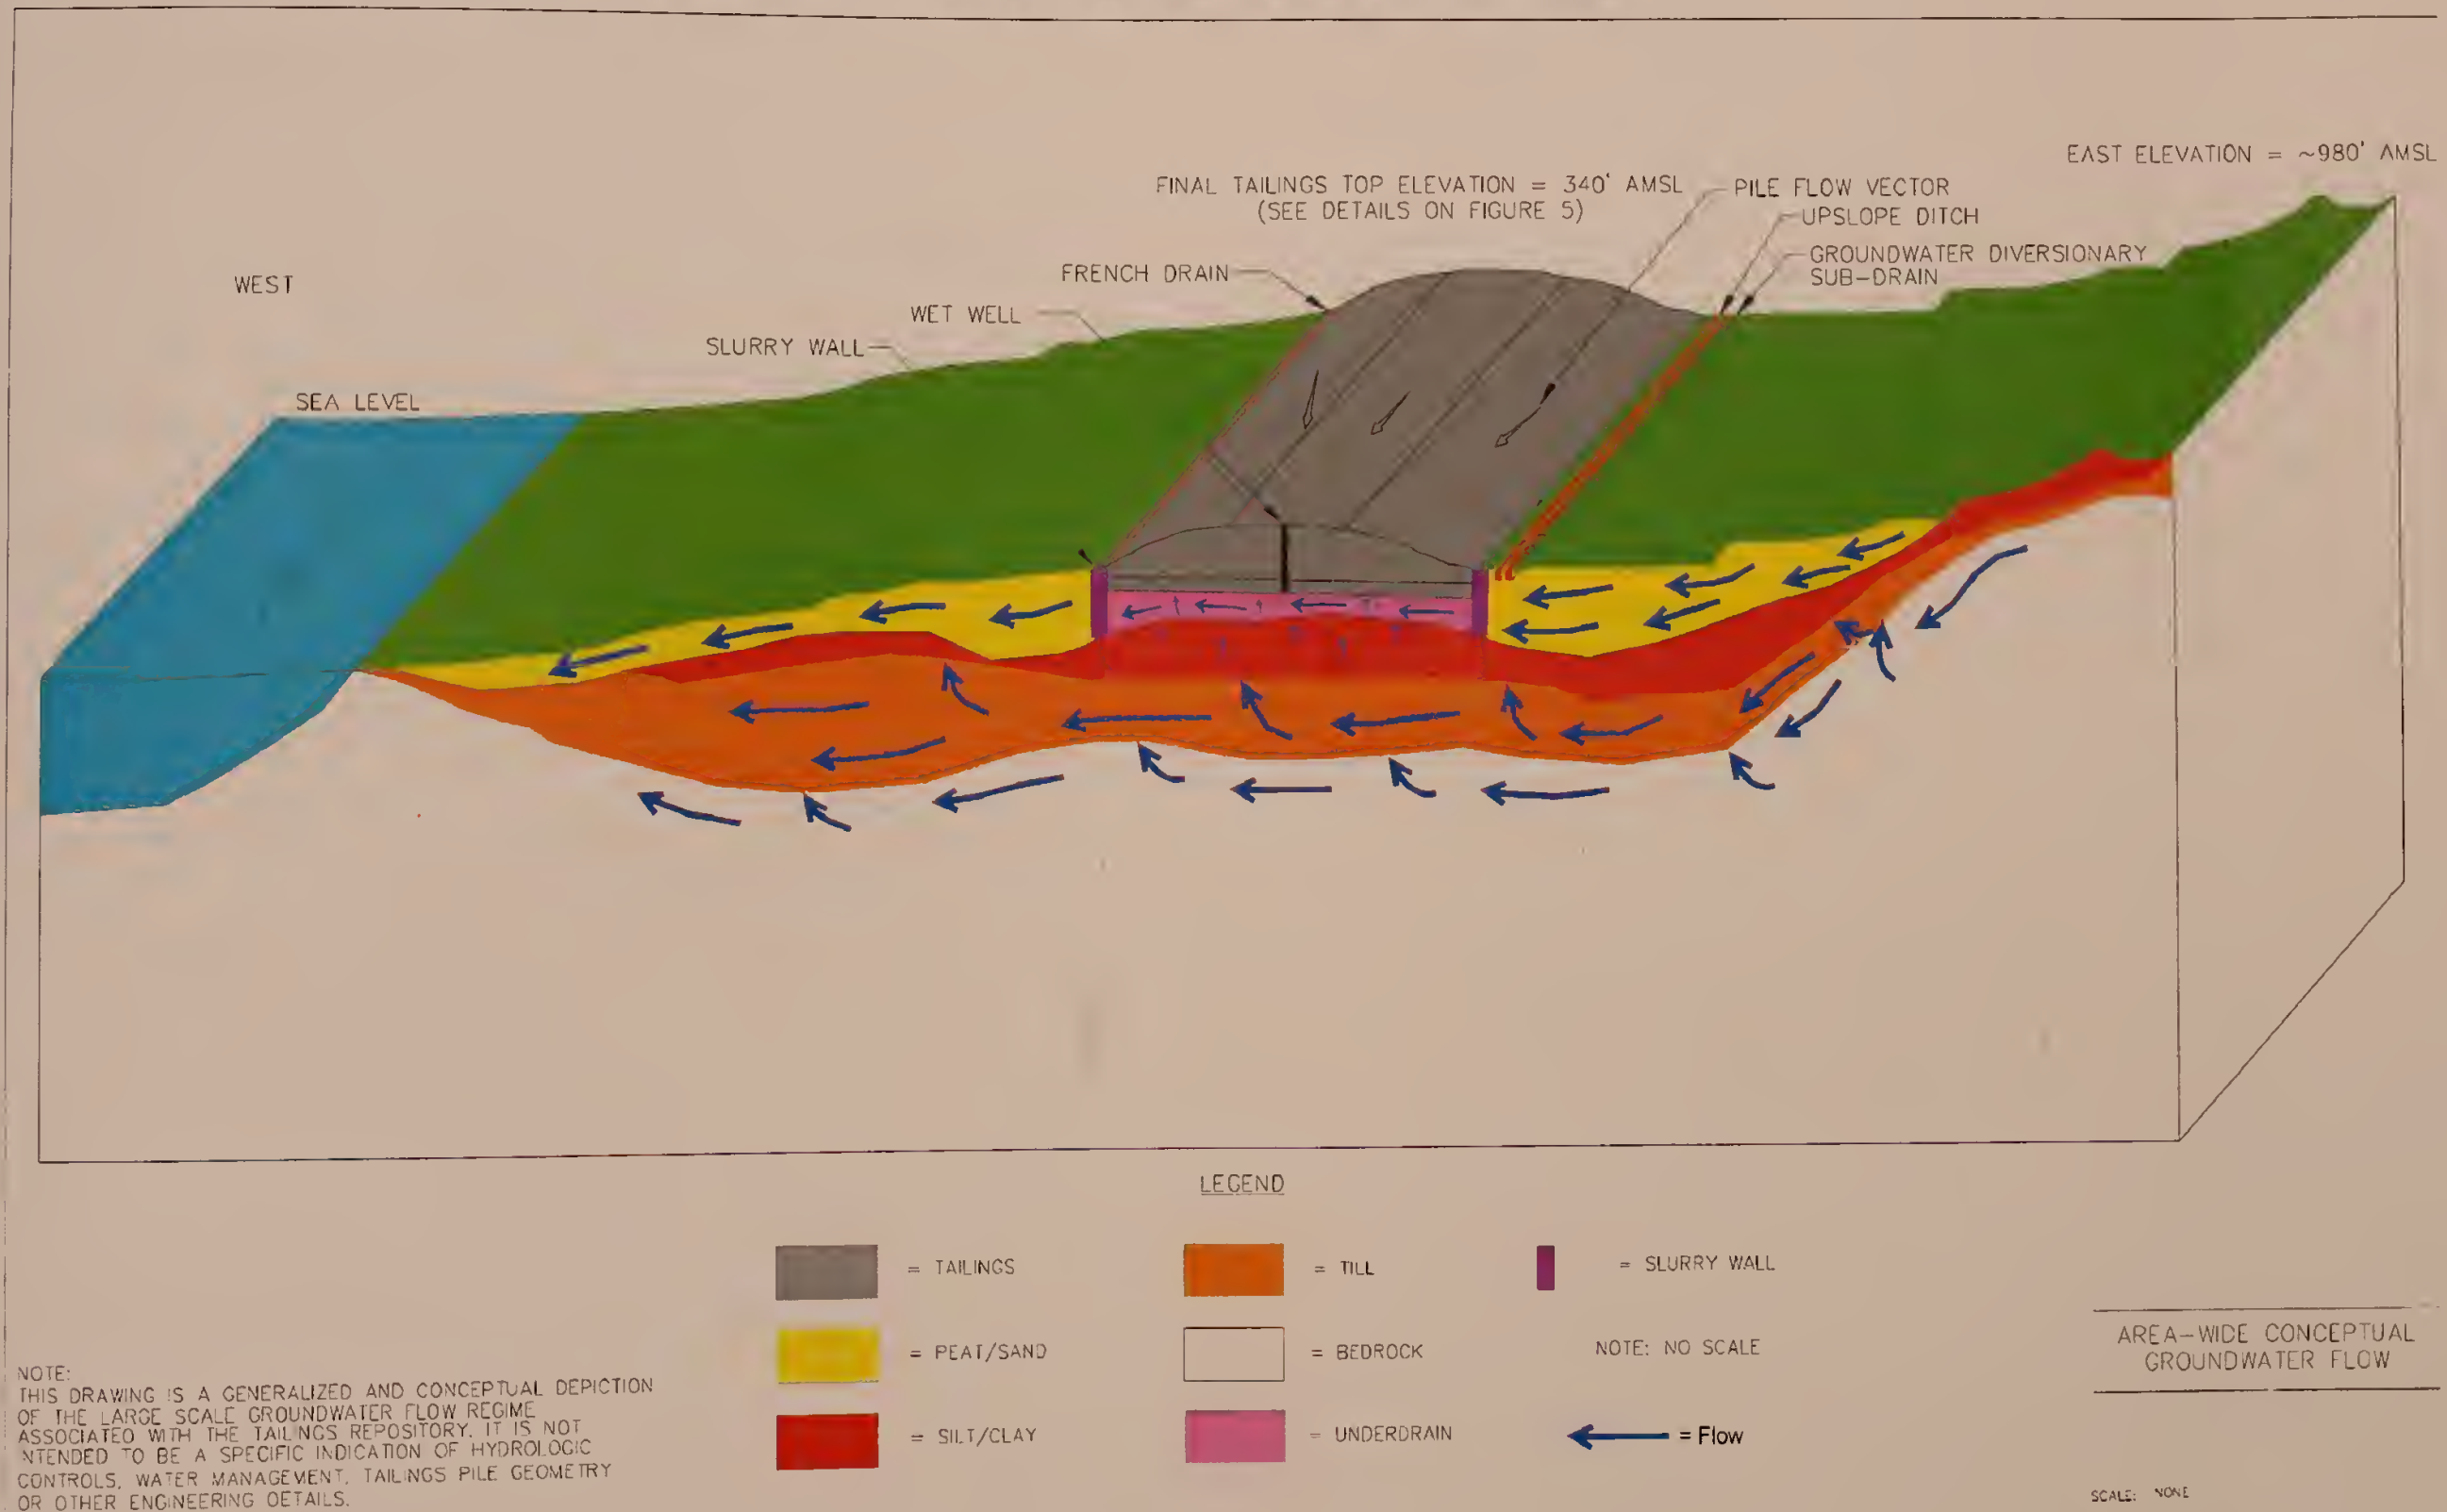 EAST ELEVATION = ~980' AMSL
FINAL TAILINGS TOP ELEVATION = 340' AMSL
(SEE DETAILS ON FIGURE 5)
PILE FLOW VECTOR
UPSLOPE DITCH
GROUNDWATER DIVERSIONARY
SUB-DRAIN
FRENCH DRAIN
WEST
WET WELL
SLURRY WALL
SEA LEVEL
LEGEND
= TAILINGS
= TILL
= SLURRY WALL
= PEAT/SAND
= BEDROCK
NOTE: NO SCALE
= SILT/CLAY
= UNDERDRAIN
= Flow
AREA-WIDE CONCEPTUAL
GROUNDWATER FLOW
NOTE:
THIS DRAWING IS A GENERALIZED AND CONCEPTUAL DEPICTION
OF THE LARGE SCALE GROUNDWATER FLOW REGIME
ASSOCIATED WITH THE TAILINGS REPOSITORY. IT IS NOT
NTENDED TO BE A SPECIFIC INDICATION OF HYDROLOGIC
CONTROLS, WATER MANAGEMENT, TAILINGS PILE GEOMETRY
OR OTHER ENGINEERING DETAILS.
SCALE: NONE